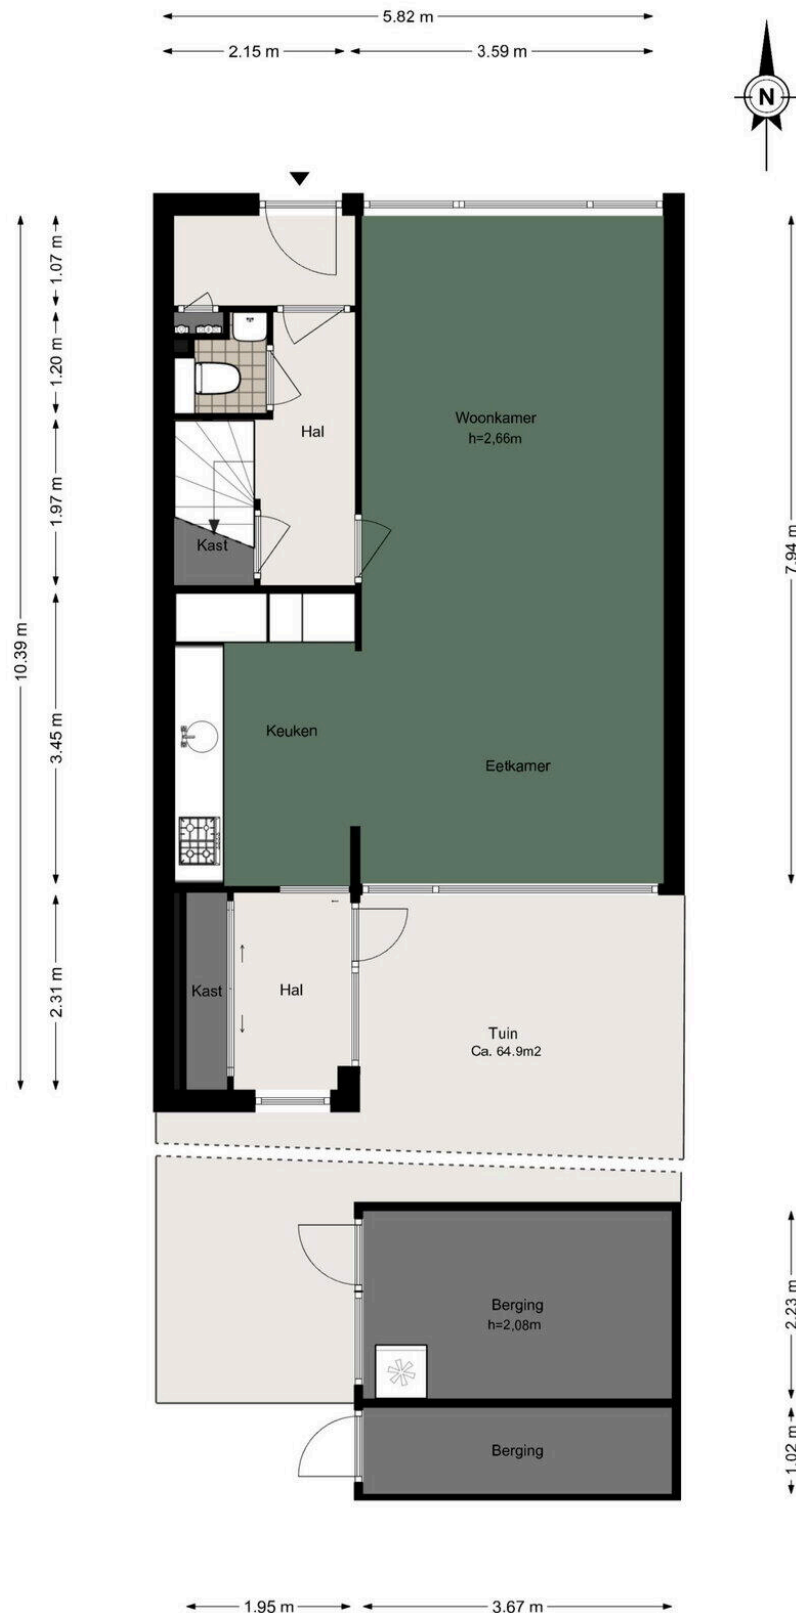 5.82 m
2.15 m
3.59 m
N
1.07 m
1.20 m
1.97 m
10.39 m
3.45 m
2.31 m
7.94 m
Woonkamer
h=2,66m
Hal
Kast
Keuken
Eetkamer
Kast
Hal
Tuin
Ca. 64.9m2
Berging
h=2,08m
2.23 m
Berging
1.02 m
1.95 m
3.67 m